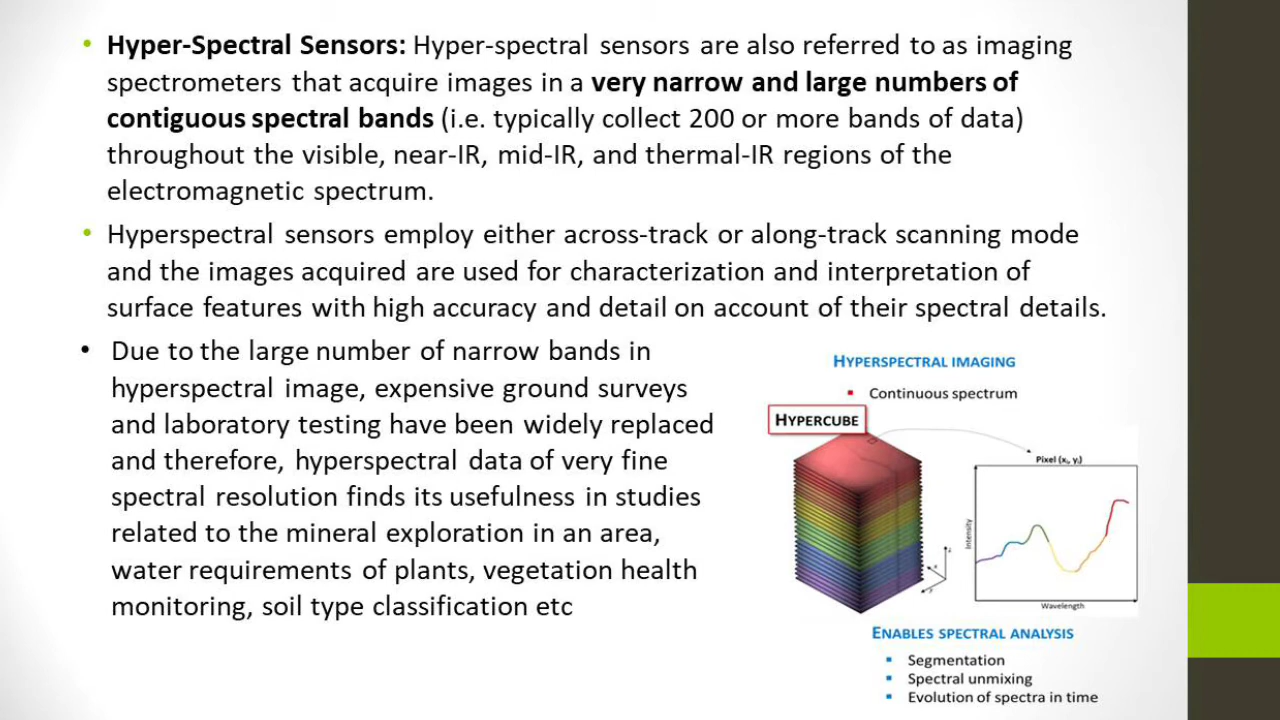 • Hyper-Spectral Sensors: Hyper-spectral sensors are also referred to as imaging
spectrometers that acquire images in a very narrow and large numbers of
contiguous spectral bands (i.e. typically collect 200 or more bands of data)
throughout the visible, near-IR, mid-IR, and thermal-IR regions of the
electromagnetic spectrum.
• Hyperspectral sensors employ either across-track or along-track scanning mode
and the images acquired are used for characterization and interpretation of
surface features with high accuracy and detail on account of their spectral details.
• Due to the large number of narrow bands in
hyperspectral image, expensive ground surveys
and laboratory testing have been widely replaced
and therefore, hyperspectral data of very fine
spectral resolution finds its usefulness in studies
related to the mineral exploration in an area,
water requirements of plants, vegetation health
monitoring, soil type classification etc
HYPERSPECTRAL IMAGING
▪ Continuous spectrum
HYPERCUBE
Pixel (xᵢ, yⱼ)
Intensity
Wavelength
ENABLES SPECTRAL ANALYSIS
▪ Segmentation
▪ Spectral unmixing
▪ Evolution of spectra in time